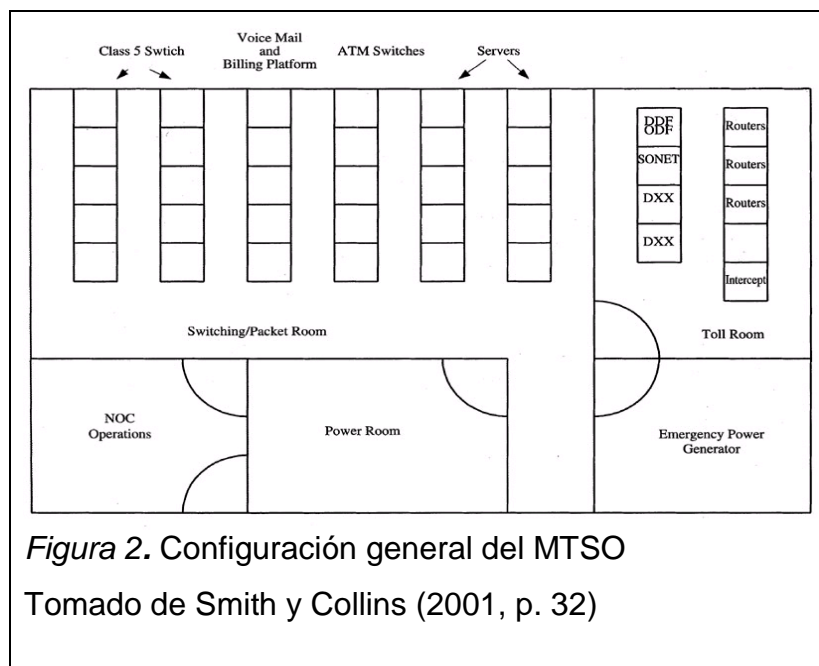 Class 5 Swtich
Voice Mail
and
Billing Platform
ATM Switches
Servers
DDF
ODF
SONET
DXX
DXX
Routers
Routers
Routers
Intercept
Switching/Packet Room
Toll Room
NOC
Operations
Power Room
Emergency Power
Generator
Figura 2. Configuración general del MTSO
Tomado de Smith y Collins (2001, p. 32)